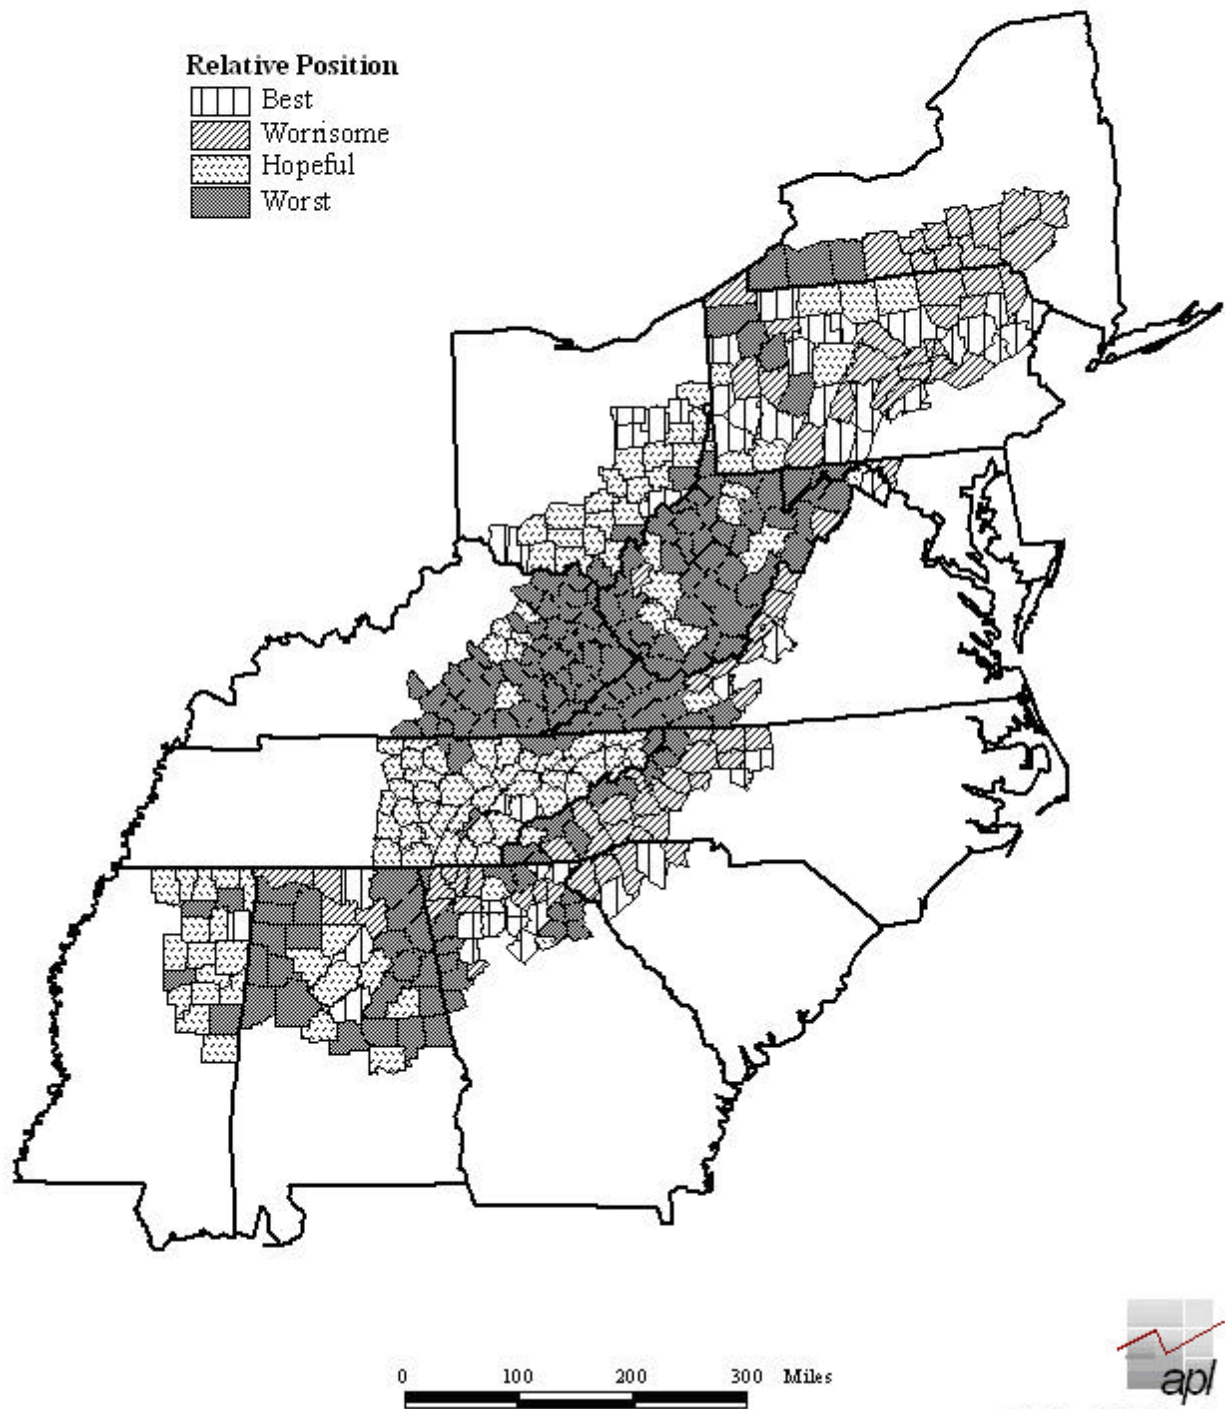 Relative Position
Best
Worrisome
Hopeful
Worst
0 100 200 300 Miles
apl